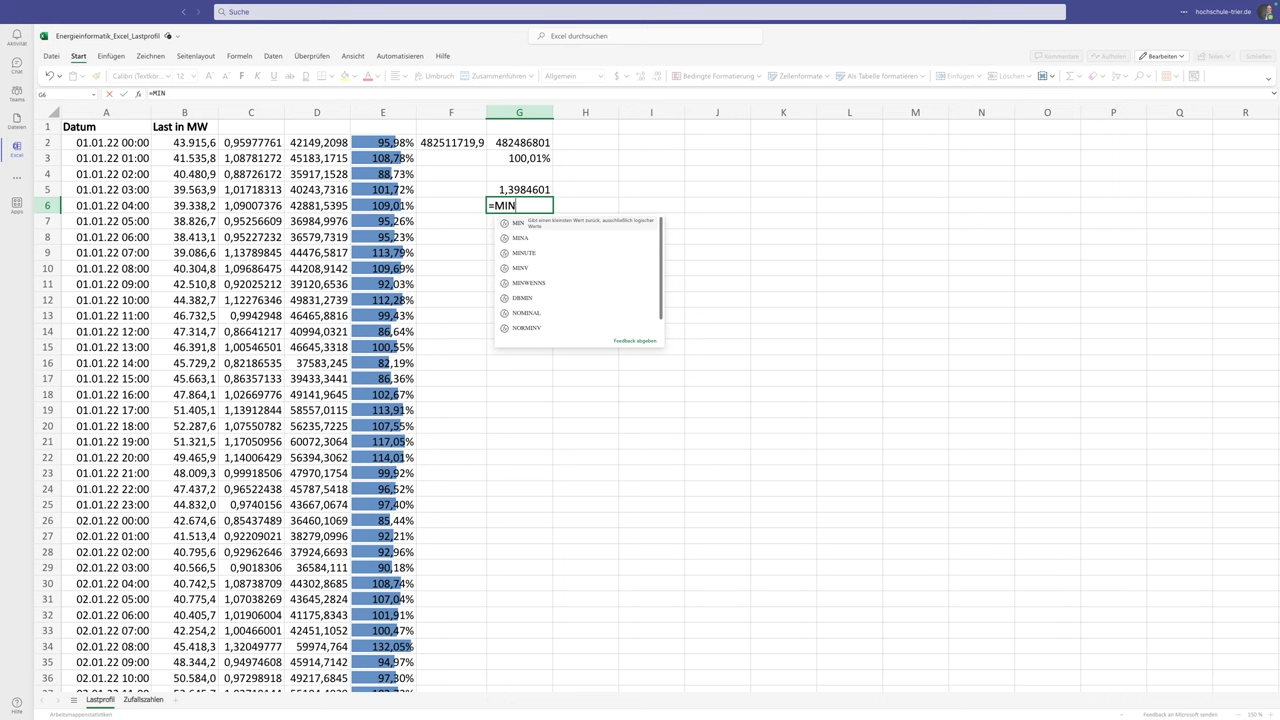 Suche
hochschule-trier.de
Aktivität
Chat
Teams
Dateien
Excel
Apps
Hilfe
Energieinformatik_Excel_Lastprofil
Excel durchsuchen
Datei Start Einfügen Zeichnen Seitenlayout Formeln Daten Überprüfen Ansicht Automatisieren Hilfe
Kommentare Aufholen Bearbeiten Teilen Schließen
Calibri (Textkör... 12 F K U ab D Umbruch Zusammenführen Allgemein $ Bedingte Formatierung Zellenformate Als Tabelle formatieren Einfügen Löschen
G6 fx =MIN
A B C D E F G H I J K L M N O P Q R
1 Datum Last in MW
2 01.01.22 00:00 43.915,6 0,95977761 42149,2098 95,98% 482511719,9 482486801
3 01.01.22 01:00 41.535,8 1,08781272 45183,1715 108,78% 100,01%
4 01.01.22 02:00 40.480,9 0,88726172 35917,1528 88,73%
5 01.01.22 03:00 39.563,9 1,01718313 40243,7316 101,72% 1,3984601
6 01.01.22 04:00 39.338,2 1,09007376 42881,5395 109,01% =MIN
7 01.01.22 05:00 38.826,7 0,95256609 36984,9976 95,26%
8 01.01.22 06:00 38.413,1 0,95227232 36579,7319 95,23%
9 01.01.22 07:00 39.086,6 1,13789845 44476,5817 113,79%
10 01.01.22 08:00 40.304,8 1,09686475 44208,9142 109,69%
11 01.01.22 09:00 42.510,8 0,92025212 39120,6536 92,03%
12 01.01.22 10:00 44.382,7 1,12276346 49831,2739 112,28%
13 01.01.22 11:00 46.732,5 0,9942948 46465,8816 99,43%
14 01.01.22 12:00 47.314,7 0,86641217 40994,0321 86,64%
15 01.01.22 13:00 46.391,8 1,00546501 46645,3318 100,55%
16 01.01.22 14:00 45.729,2 0,82186535 37583,245 82,19%
17 01.01.22 15:00 45.663,1 0,86357133 39433,3441 86,36%
18 01.01.22 16:00 47.864,1 1,02669776 49141,9645 102,67%
19 01.01.22 17:00 51.405,1 1,13912844 58557,0115 113,91%
20 01.01.22 18:00 52.287,6 1,07550782 56235,7225 107,55%
21 01.01.22 19:00 51.321,5 1,17050956 60072,3064 117,05%
22 01.01.22 20:00 49.465,9 1,14006429 56394,3062 114,01%
23 01.01.22 21:00 48.009,3 0,99918506 47970,1754 99,92%
24 01.01.22 22:00 47.437,2 0,96522438 45787,5418 96,52%
25 01.01.22 23:00 44.832,0 0,9740156 43667,0674 97,40%
26 02.01.22 00:00 42.674,6 0,85437489 36460,1069 85,44%
27 02.01.22 01:00 41.513,4 0,92209021 38279,0996 92,21%
28 02.01.22 02:00 40.795,6 0,92962646 37924,6693 92,96%
29 02.01.22 03:00 40.566,5 0,9018306 36584,111 90,18%
30 02.01.22 04:00 40.742,5 1,08738709 44302,8685 108,74%
31 02.01.22 05:00 40.775,4 1,07038269 43645,2824 107,04%
32 02.01.22 06:00 40.405,7 1,01906004 41175,8343 101,91%
33 02.01.22 07:00 42.254,2 1,00466001 42451,1052 100,47%
34 02.01.22 08:00 45.418,3 1,32049777 59974,764 132,05%
35 02.01.22 09:00 48.344,2 0,94974608 45914,7142 94,97%
36 02.01.22 10:00 50.584,0 0,97298918 49217,6845 97,30%
MIN Gibt einen kleinsten Wert zurück, ausschließlich logischer
Werte
MINA
MINUTE
MINV
MINWENNS
DBMIN
NOMINAL
NORMINV
Feedback abgeben
Lastprofil Zufallszahlen
Arbeitsmappenstatistiken Feedback an Microsoft senden 150 %